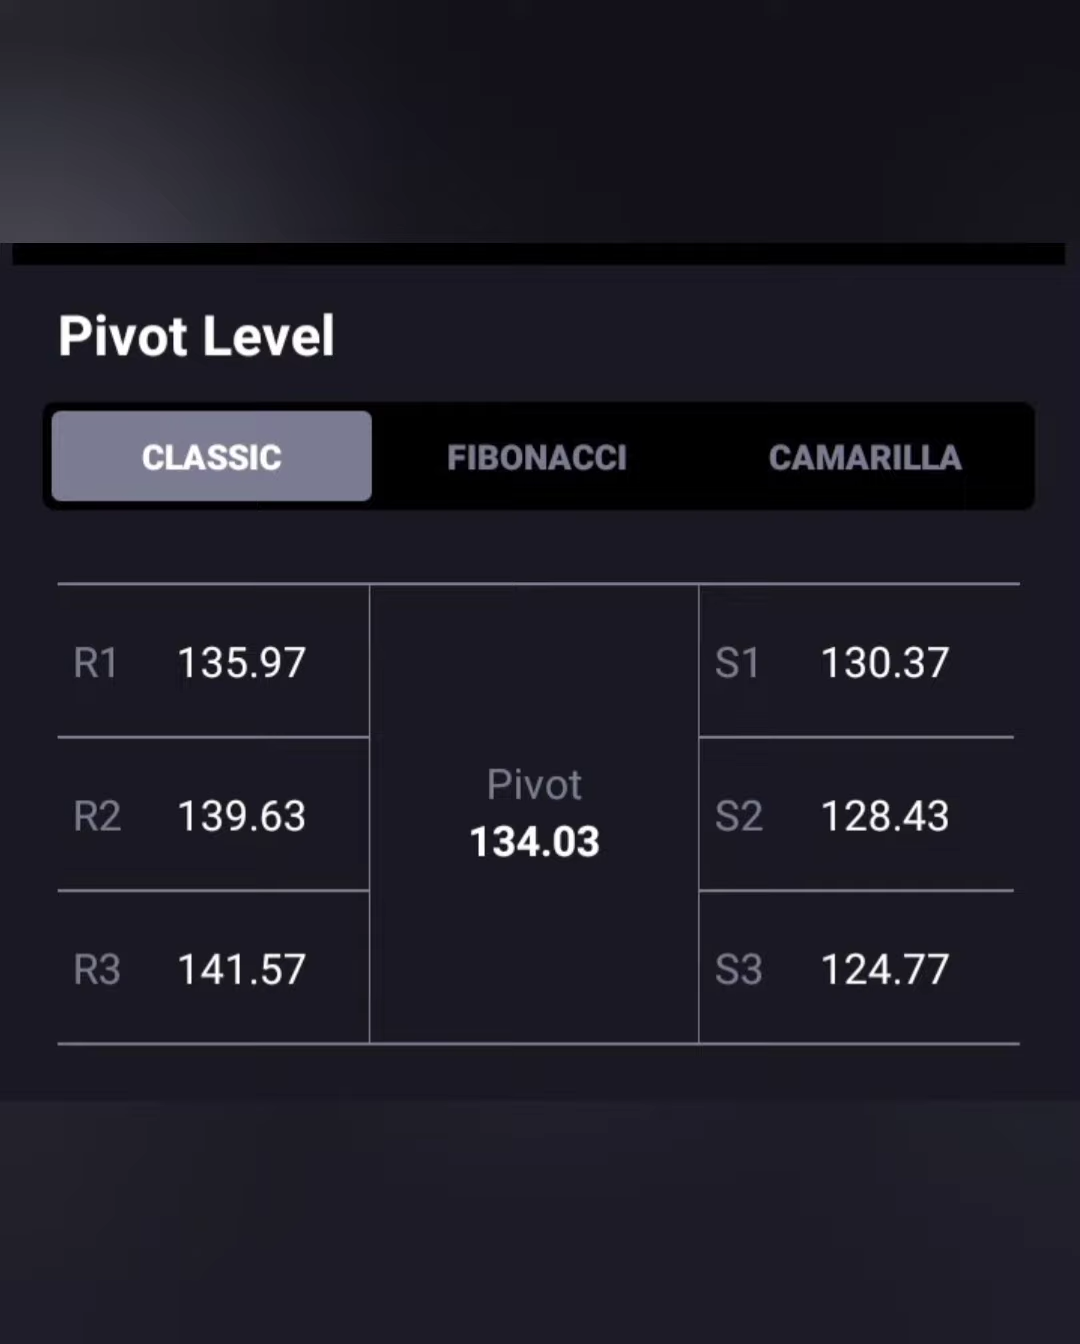 Pivot Level
CLASSIC FIBONACCI CAMARILLA
R1 135.97 S1 130.37
Pivot
R2 139.63 134.03 S2 128.43
R3 141.57 S3 124.77